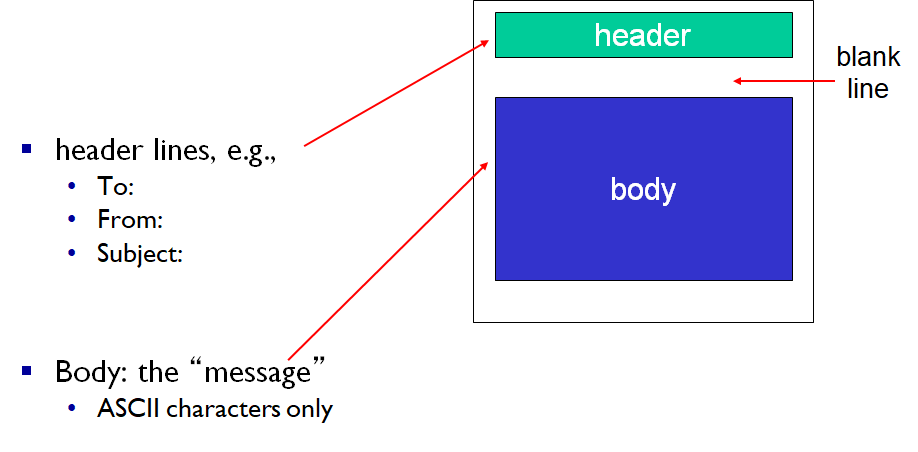 header
blank
line
▪ header lines, e.g.,
• To:
• From:
• Subject:
body
▪ Body: the “message”
• ASCII characters only